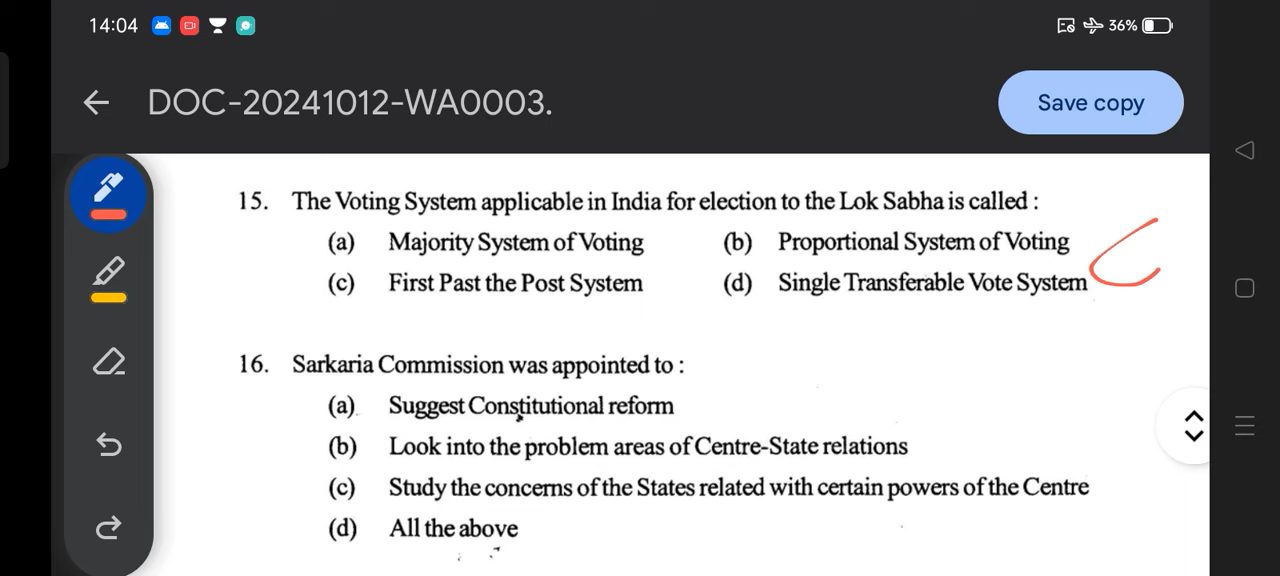 14:04
36%
DOC-20241012-WA0003.
Save copy
15. The Voting System applicable in India for election to the Lok Sabha is called :
(a) Majority System of Voting (b) Proportional System of Voting
(c) First Past the Post System (d) Single Transferable Vote System
16. Sarkaria Commission was appointed to :
(a) Suggest Constitutional reform
(b) Look into the problem areas of Centre-State relations
(c) Study the concerns of the States related with certain powers of the Centre
(d) All the above